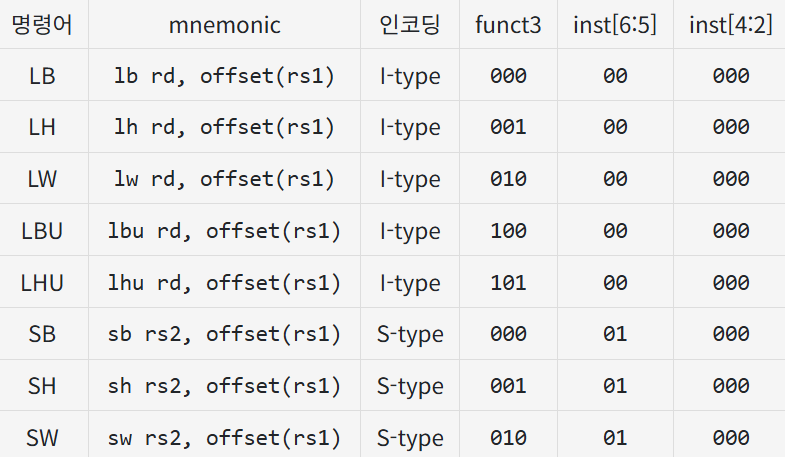 명령어 mnemonic 인코딩 funct3 inst[6:5] inst[4:2]
LB lb rd, offset(rs1) I-type 000 00 000
LH lh rd, offset(rs1) I-type 001 00 000
LW lw rd, offset(rs1) I-type 010 00 000
LBU lbu rd, offset(rs1) I-type 100 00 000
LHU lhu rd, offset(rs1) I-type 101 00 000
SB sb rs2, offset(rs1) S-type 000 01 000
SH sh rs2, offset(rs1) S-type 001 01 000
SW sw rs2, offset(rs1) S-type 010 01 000